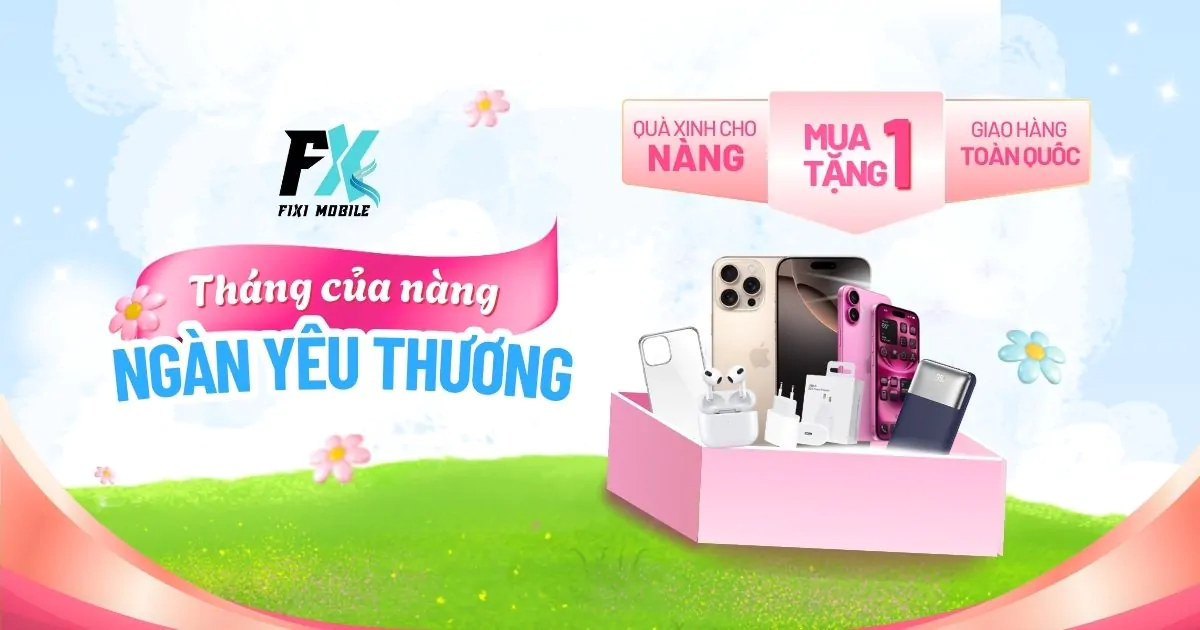 FX
FIXI MOBILE
Tháng của nàng
NGÀN YÊU THƯƠNG
QUÀ XINH CHO
NÀNG
MUA
TẶNG 1
GIAO HÀNG
TOÀN QUỐC